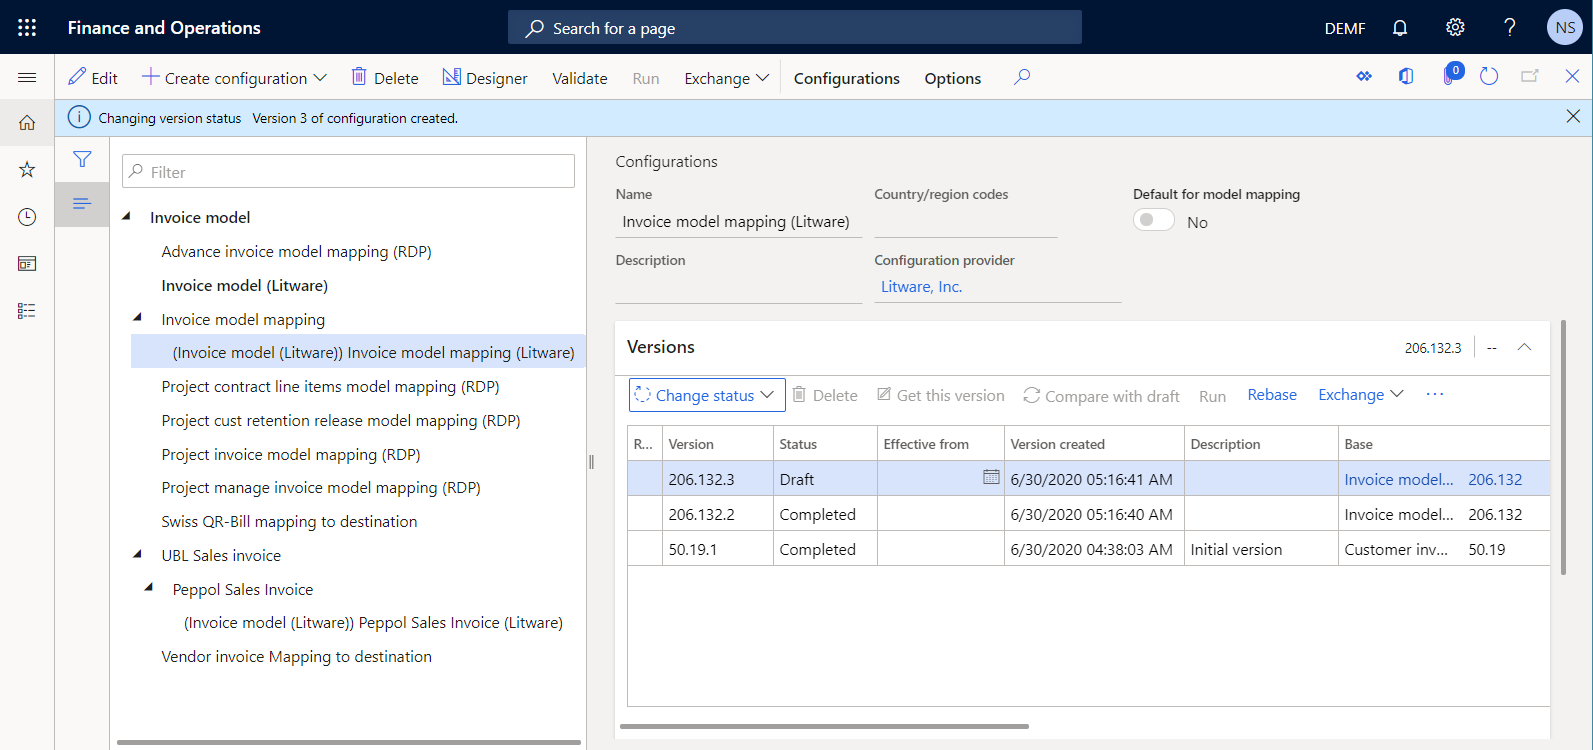 Finance and Operations
Search for a page
DEMF
NS
Edit
Create configuration
Delete
Designer
Validate
Run
Exchange
Configurations
Options
0
Changing version status Version 3 of configuration created.
Filter
Invoice model
Advance invoice model mapping (RDP)
Invoice model (Litware)
Invoice model mapping
(Invoice model (Litware)) Invoice model mapping (Litware)
Project contract line items model mapping (RDP)
Project cust retention release model mapping (RDP)
Project invoice model mapping (RDP)
Project manage invoice model mapping (RDP)
Swiss QR-Bill mapping to destination
UBL Sales invoice
Peppol Sales Invoice
(Invoice model (Litware)) Peppol Sales Invoice (Litware)
Vendor invoice Mapping to destination
Configurations
Name Country/region codes Default for model mapping
Invoice model mapping (Litware) No
Description Configuration provider
Litware, Inc.
Versions 206.132.3 --
Change status Delete Get this version Compare with draft Run Rebase Exchange ...
R... Version Status Effective from Version created Description Base
206.132.3 Draft 6/30/2020 05:16:41 AM Invoice model... 206.132
206.132.2 Completed 6/30/2020 05:16:40 AM Invoice model... 206.132
50.19.1 Completed 6/30/2020 04:38:03 AM Initial version Customer inv... 50.19